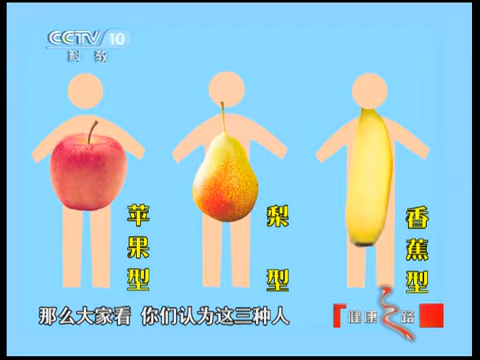 CCTV 10
科教
苹果型
梨型
香蕉型
那么大家看 你们认为这三种人
健康之路